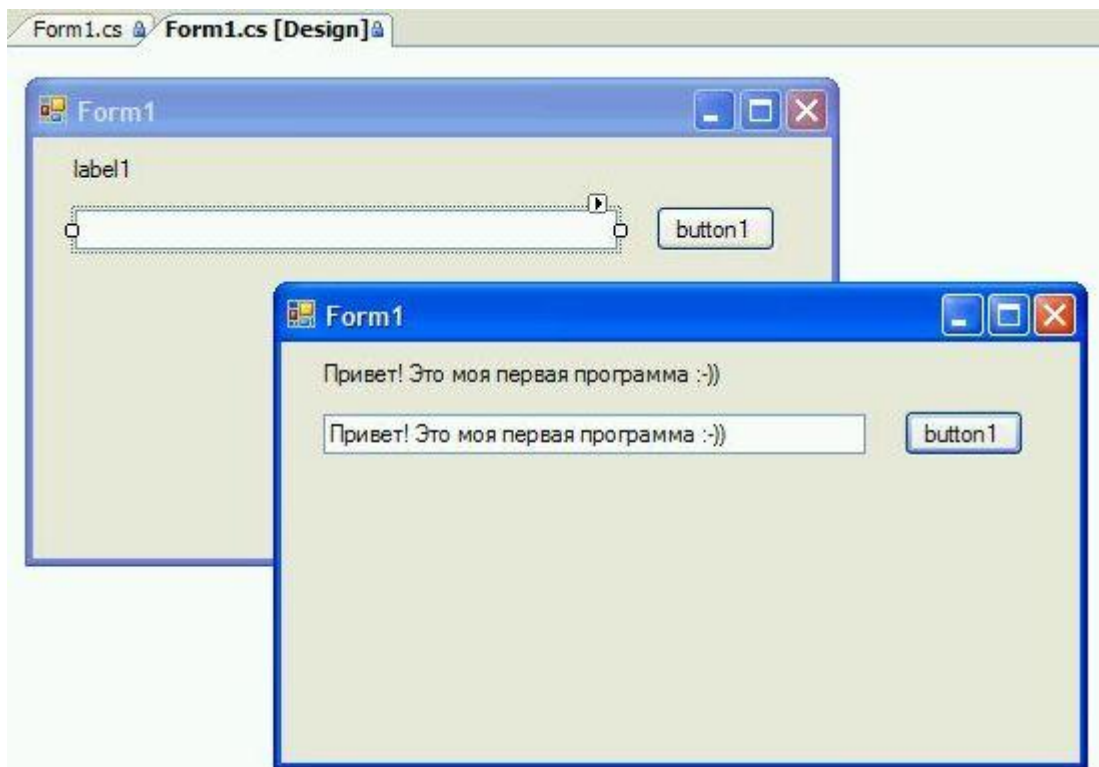 Form1.cs Form1.cs [Design]
Form1
label1
button1
Form1
Привет! Это моя первая программа :-))
Привет! Это моя первая программа :-))
button1